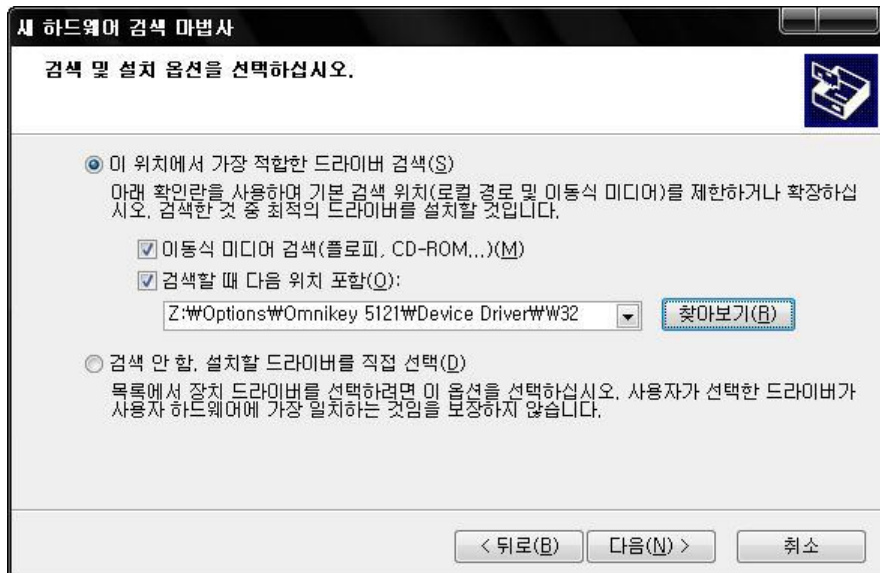 새 하드웨어 검색 마법사
검색 및 설치 옵션을 선택하십시오.
이 위치에서 가장 적합한 드라이버 검색(S)
아래 확인란을 사용하여 기본 검색 위치(로컬 경로 및 이동식 미디어)를 제한하거나 확장하십
시오. 검색한 것 중 최적의 드라이버를 설치할 것입니다.
이동식 미디어 검색(플로피, CD-ROM...)(M)
검색할 때 다음 위치 포함(O):
Z:₩Options₩Omnikey 5121₩Device Driver₩W32
찾아보기(R)
검색 안 함. 설치할 드라이버를 직접 선택(D)
목록에서 장치 드라이버를 선택하려면 이 옵션을 선택하십시오. 사용자가 선택한 드라이버가
사용자 하드웨어에 가장 일치하는 것임을 보장하지 않습니다.
< 뒤로(B) 다음(N) > 취소